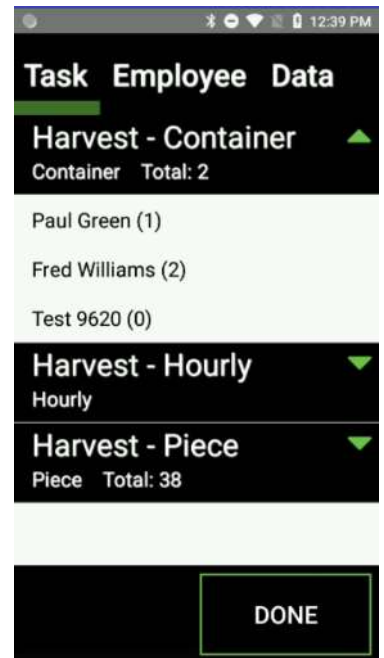 12:39 PM
Task Employee Data
Harvest - Container
Container Total: 2
Paul Green (1)
Fred Williams (2)
Test 9620 (0)
Harvest - Hourly
Hourly
Harvest - Piece
Piece Total: 38
DONE